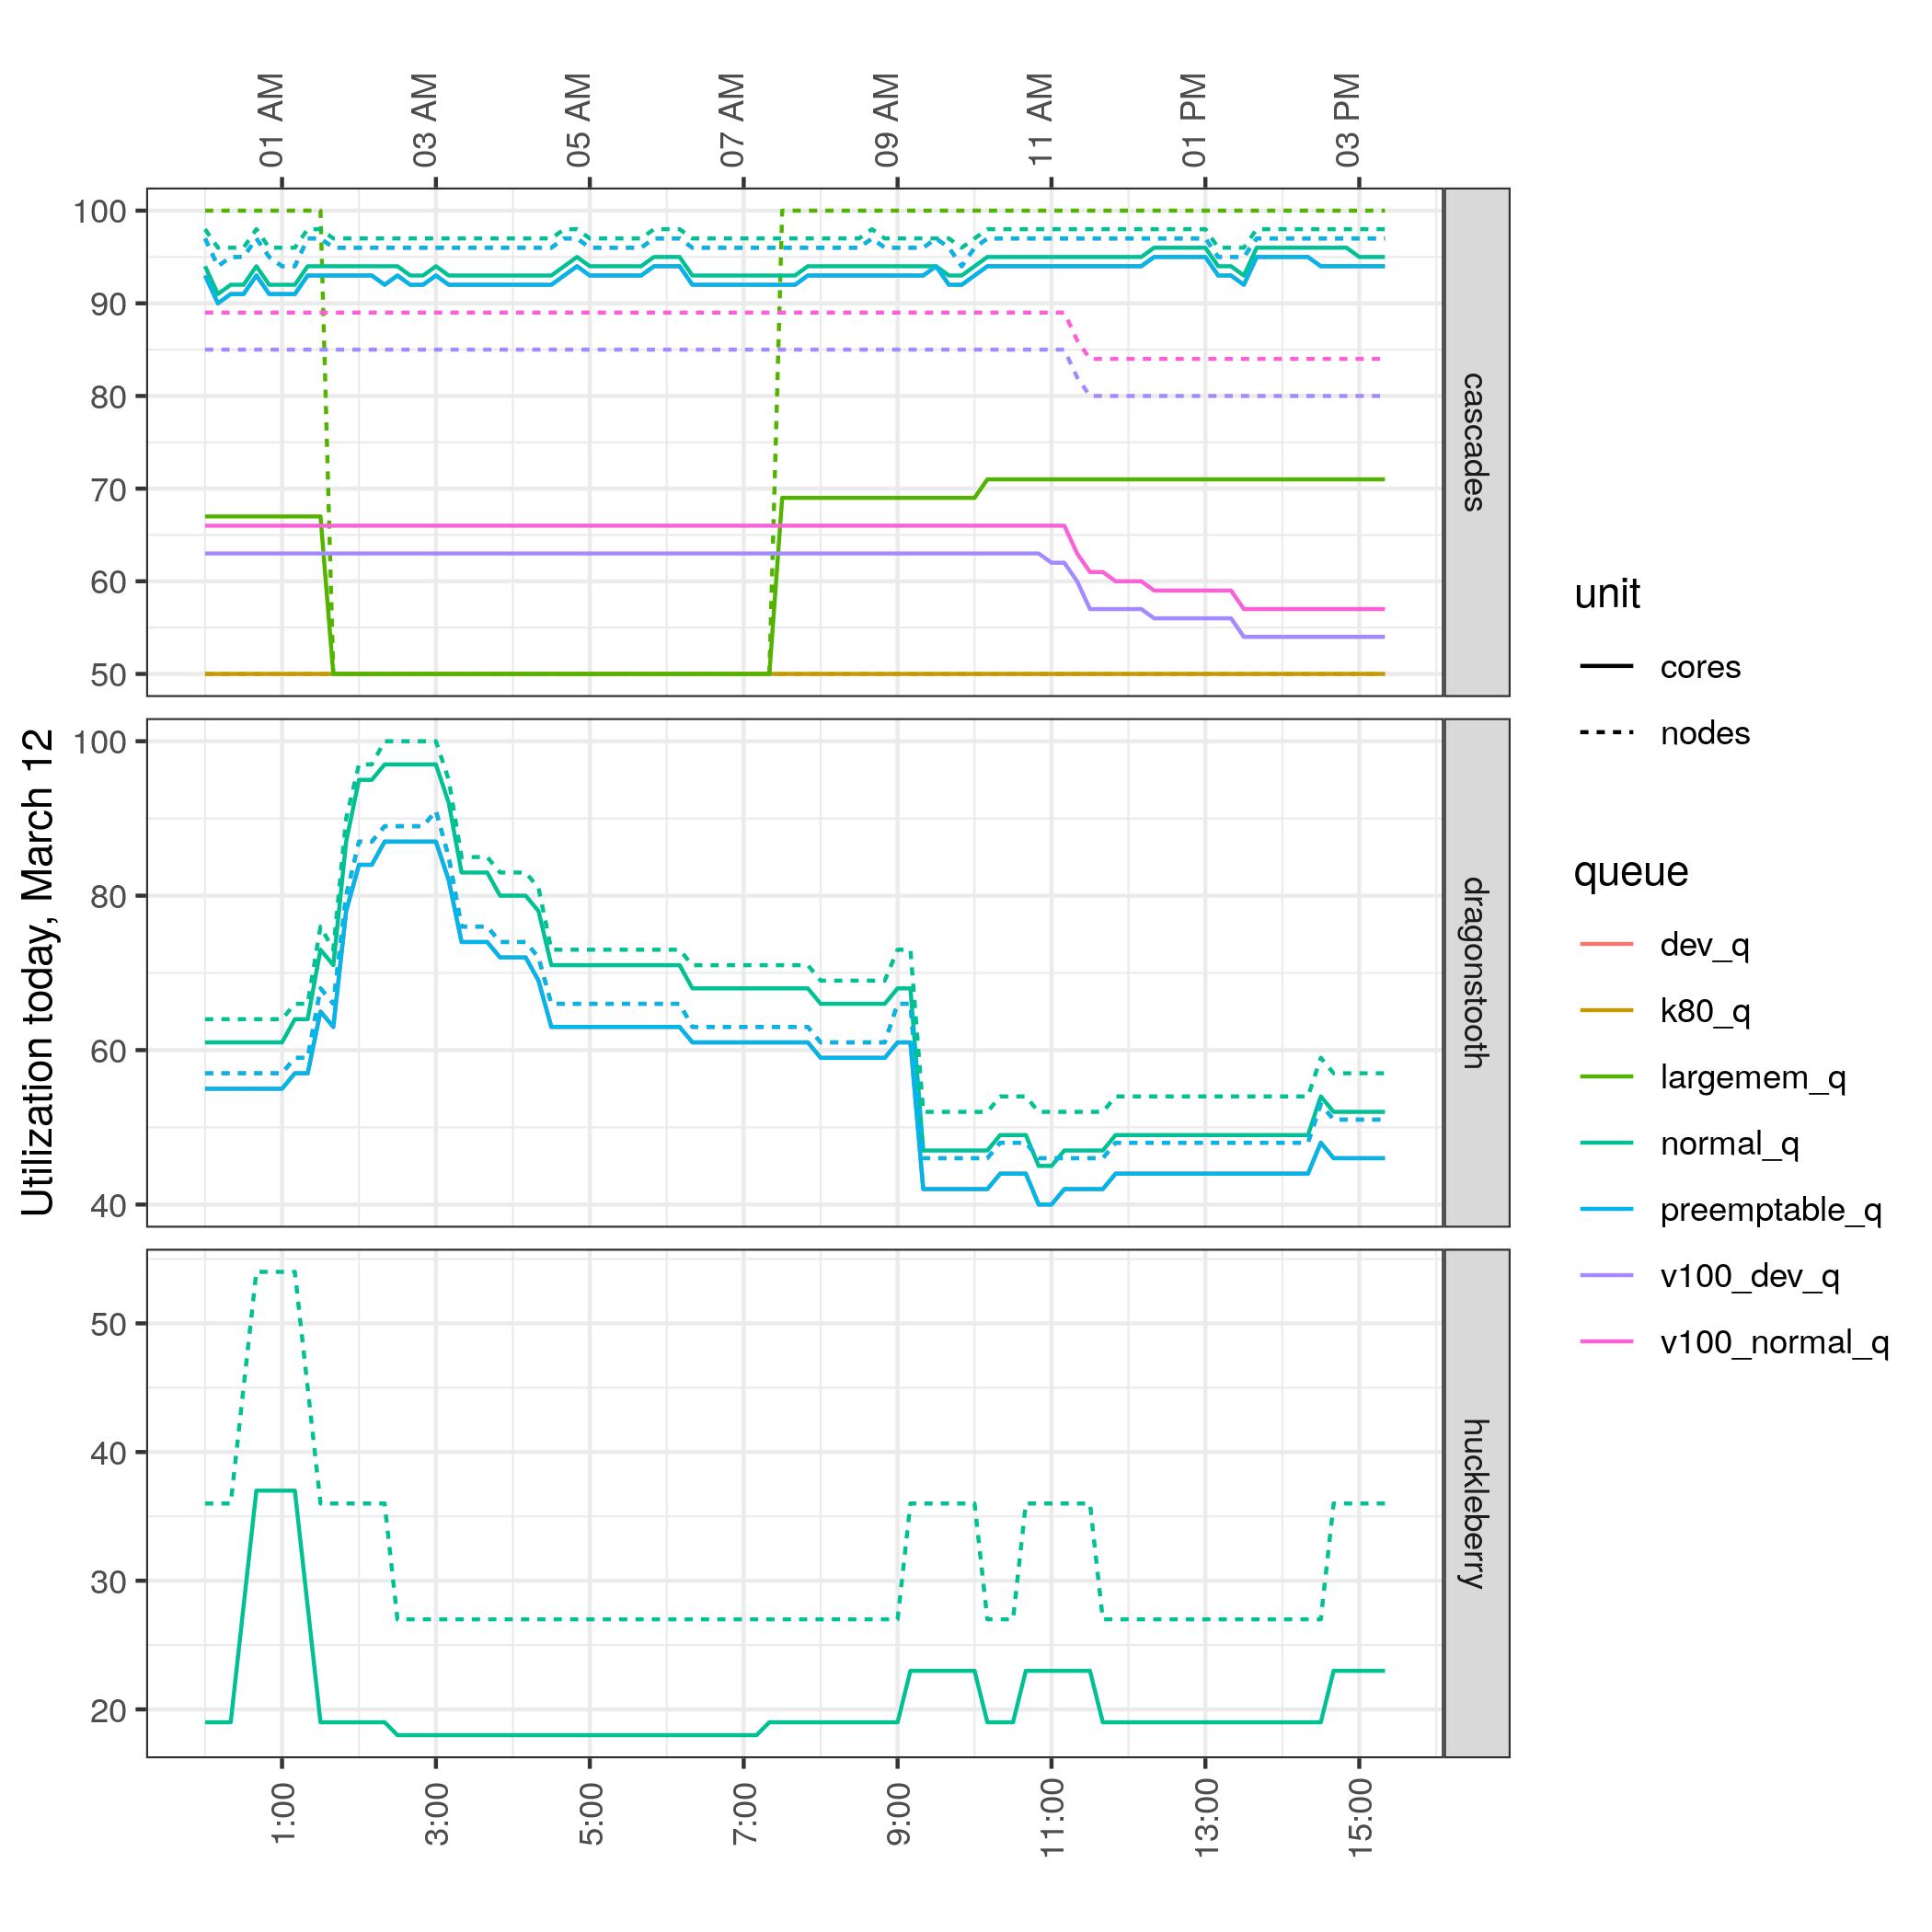 01 AM
03 AM
05 AM
07 AM
09 AM
11 AM
01 PM
03 PM
100
90
80
70
60
50
cascades
Utilization today, March 12
100
80
60
40
dragonstooth
50
40
30
20
huckleberry
1:00
3:00
5:00
7:00
9:00
11:00
13:00
15:00
unit
cores
nodes
queue
dev_q
k80_q
largemem_q
normal_q
preemptable_q
v100_dev_q
v100_normal_q